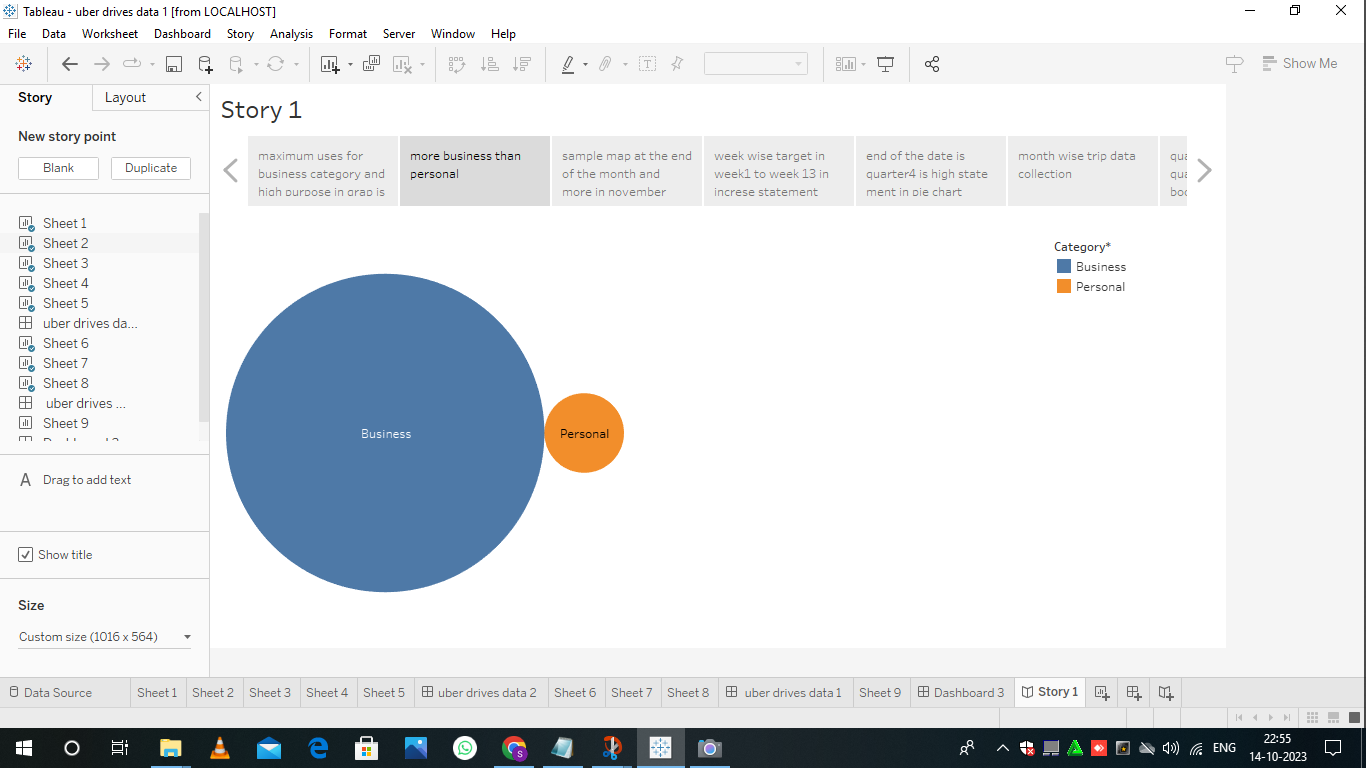 Tableau - uber drives data 1 [from LOCALHOST]
File Data Worksheet Dashboard Story Analysis Format Server Window Help
Show Me
Story Layout
New story point
Blank Duplicate
Sheet 1
Sheet 2
Sheet 3
Sheet 4
Sheet 5
uber drives da...
Sheet 6
Sheet 7
Sheet 8
uber drives ...
Sheet 9
A Drag to add text
Show title
Size
Custom size (1016 x 564)
Story 1
maximum uses for
business category and
high purpose in grap is
more business than
personal
sample map at the end
of the month and
more in november
week wise target in
week1 to week 13 in
increse statement
end of the date is
quarter4 is high state
ment in pie chart
month wise trip data
collection
Category*
Business
Personal
Business
Personal
Data Source Sheet 1 Sheet 2 Sheet 3 Sheet 4 Sheet 5 uber drives data 2 Sheet 6 Sheet 7 Sheet 8 uber drives data 1 Sheet 9 Dashboard 3 Story 1
ENG
22:55
14-10-2023